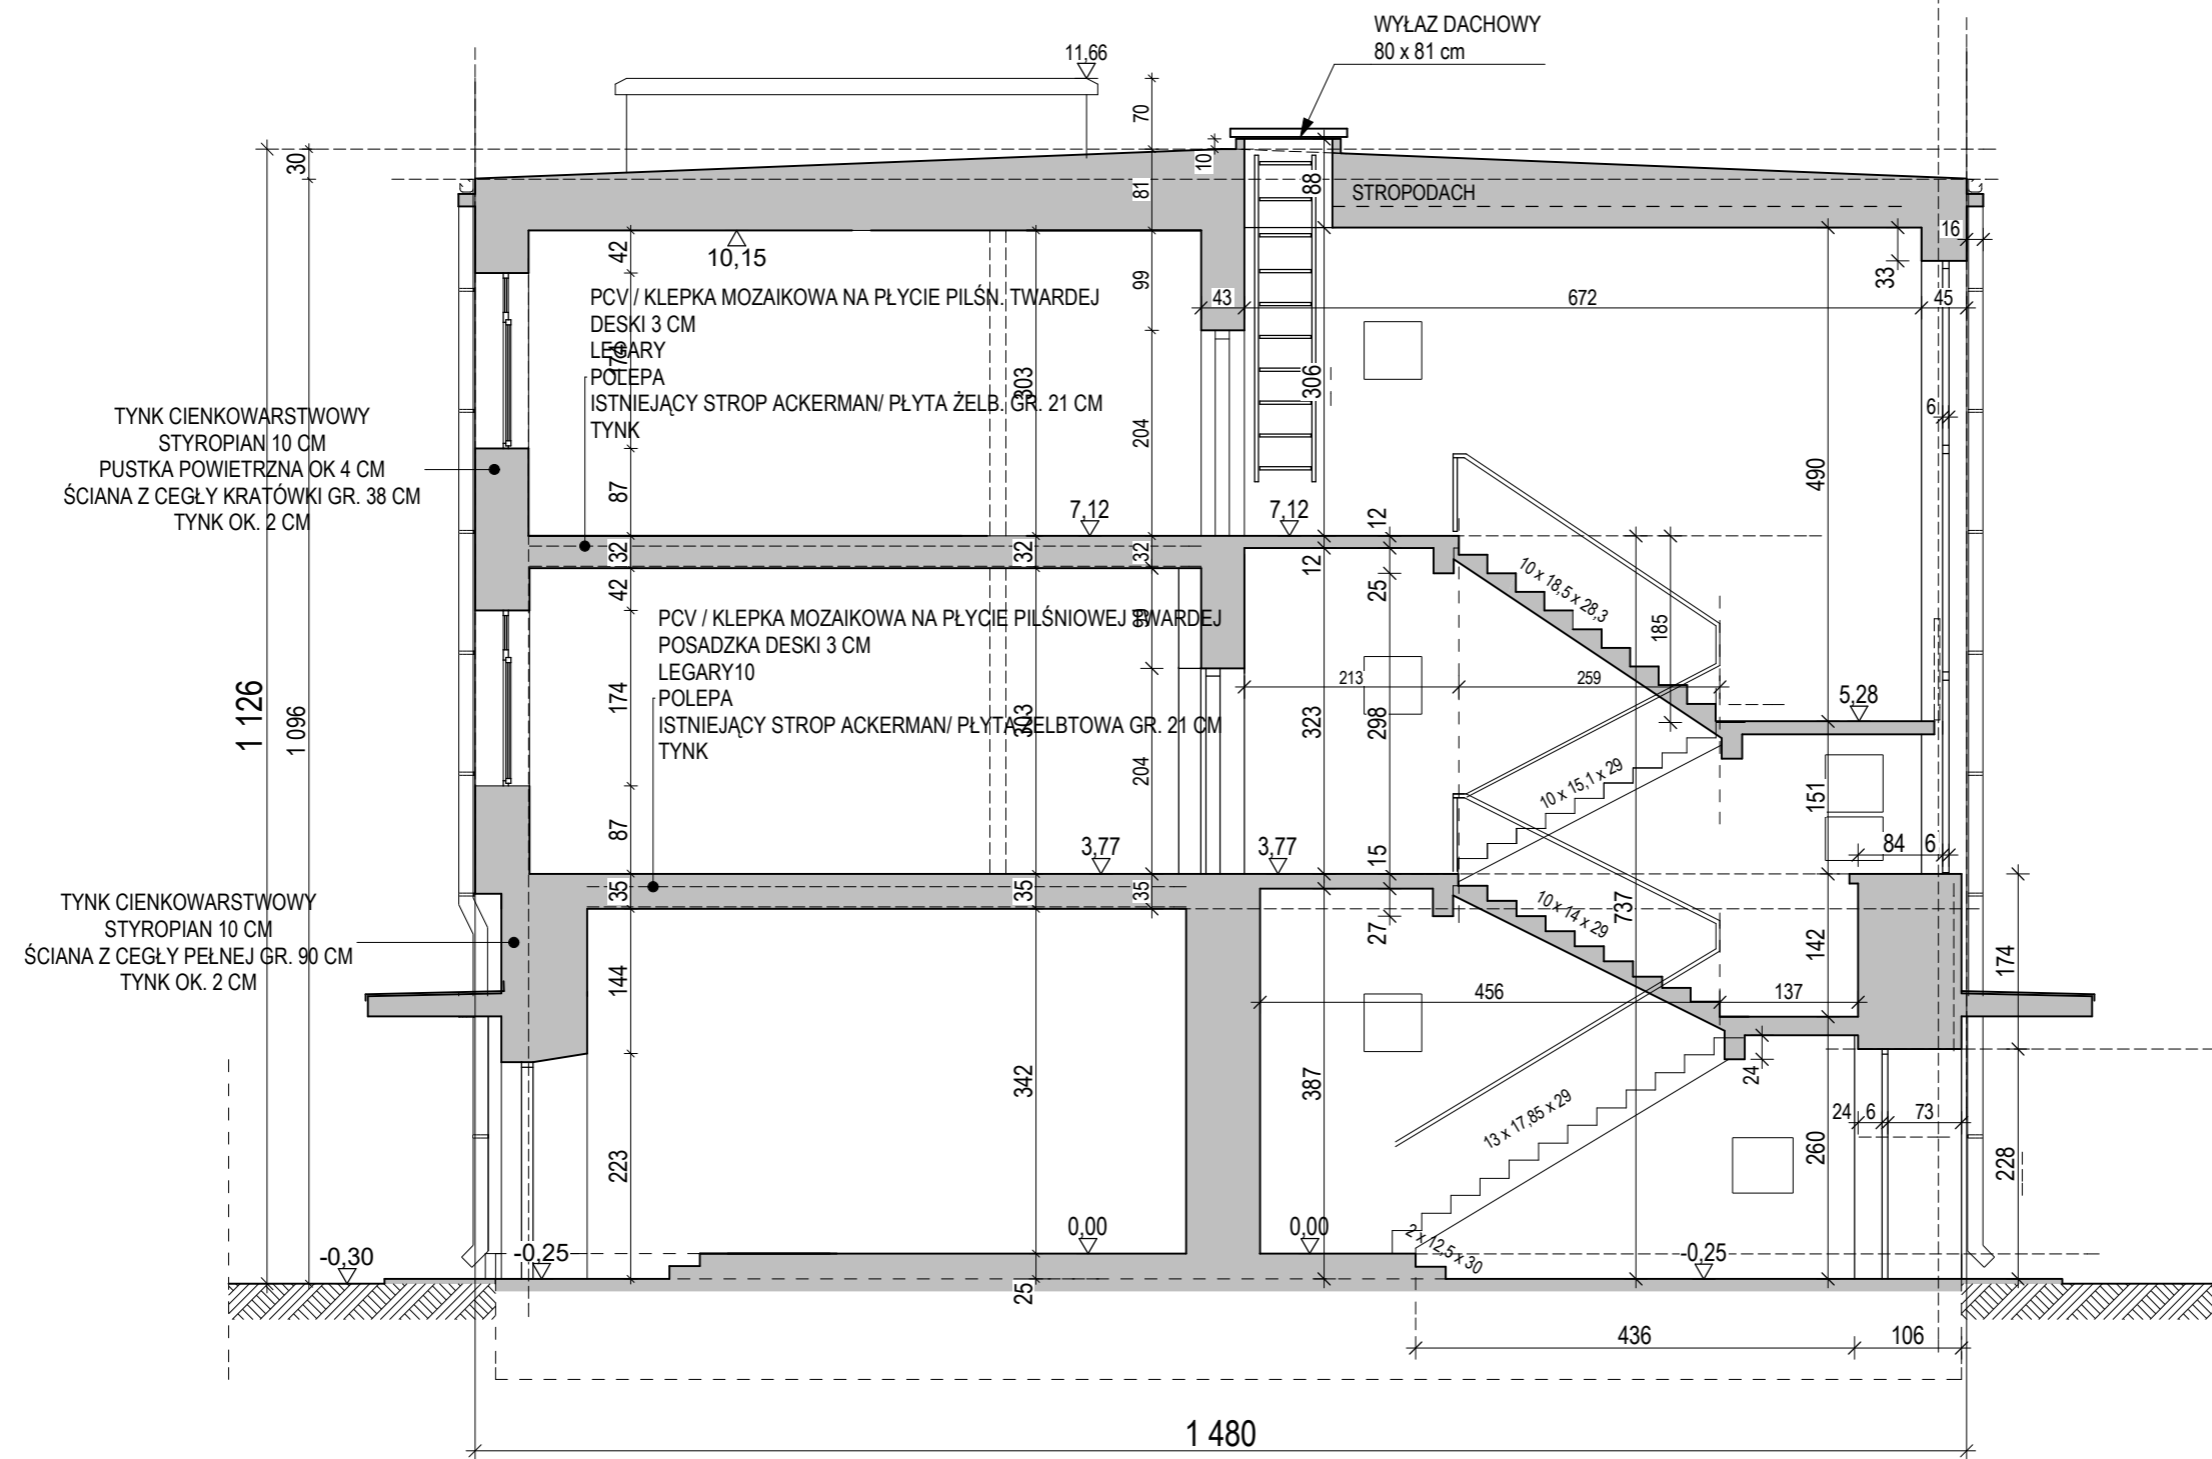 WYŁAZ DACHOWY
80 x 81 cm
11,66
70
30
10
81
88
STROPODACH
16
42
10,15
99
33
PCV / KLEPKA MOZAIKOWA NA PŁYCIE PILŚN. TWARDEJ
DESKI 3 CM
LEGARY
POLEPA
ISTNIEJĄCY STROP ACKERMAN/ PŁYTA ŻELB. GR. 21 CM
TYNK
43
672
45
174
303
306
204
6
TYNK CIENKOWARSTWOWY
STYROPIAN 10 CM
PUSTKA POWIETRZNA OK 4 CM
ŚCIANA Z CEGŁY KRATÓWKI GR. 38 CM
TYNK OK. 2 CM
87
490
7,12
7,12
12
32
32
32
12
42
25
10 x 18,5 x 28,3
185
PCV / KLEPKA MOZAIKOWA NA PŁYCIE PILŚNIOWEJ TWARDEJ
POSADZKA DESKI 3 CM
LEGARY10
POLEPA
ISTNIEJĄCY STROP ACKERMAN/ PŁYTA ŻELBTOWA GR. 21 CM
TYNK
99
213
259
1 126
1 096
174
303
323
298
5,28
204
10 x 15,1 x 29
151
87
3,77
3,77
15
84
6
35
35
35
27
10 x 14 x 29
737
142
174
TYNK CIENKOWARSTWOWY
STYROPIAN 10 CM
ŚCIANA Z CEGŁY PEŁNEJ GR. 90 CM
TYNK OK. 2 CM
144
456
137
342
387
24
13 x 17,85 x 29
24
6
73
223
260
228
0,00
0,00
2 x 12,5 x 30
-0,30
-0,25
-0,25
25
436
106
1 480